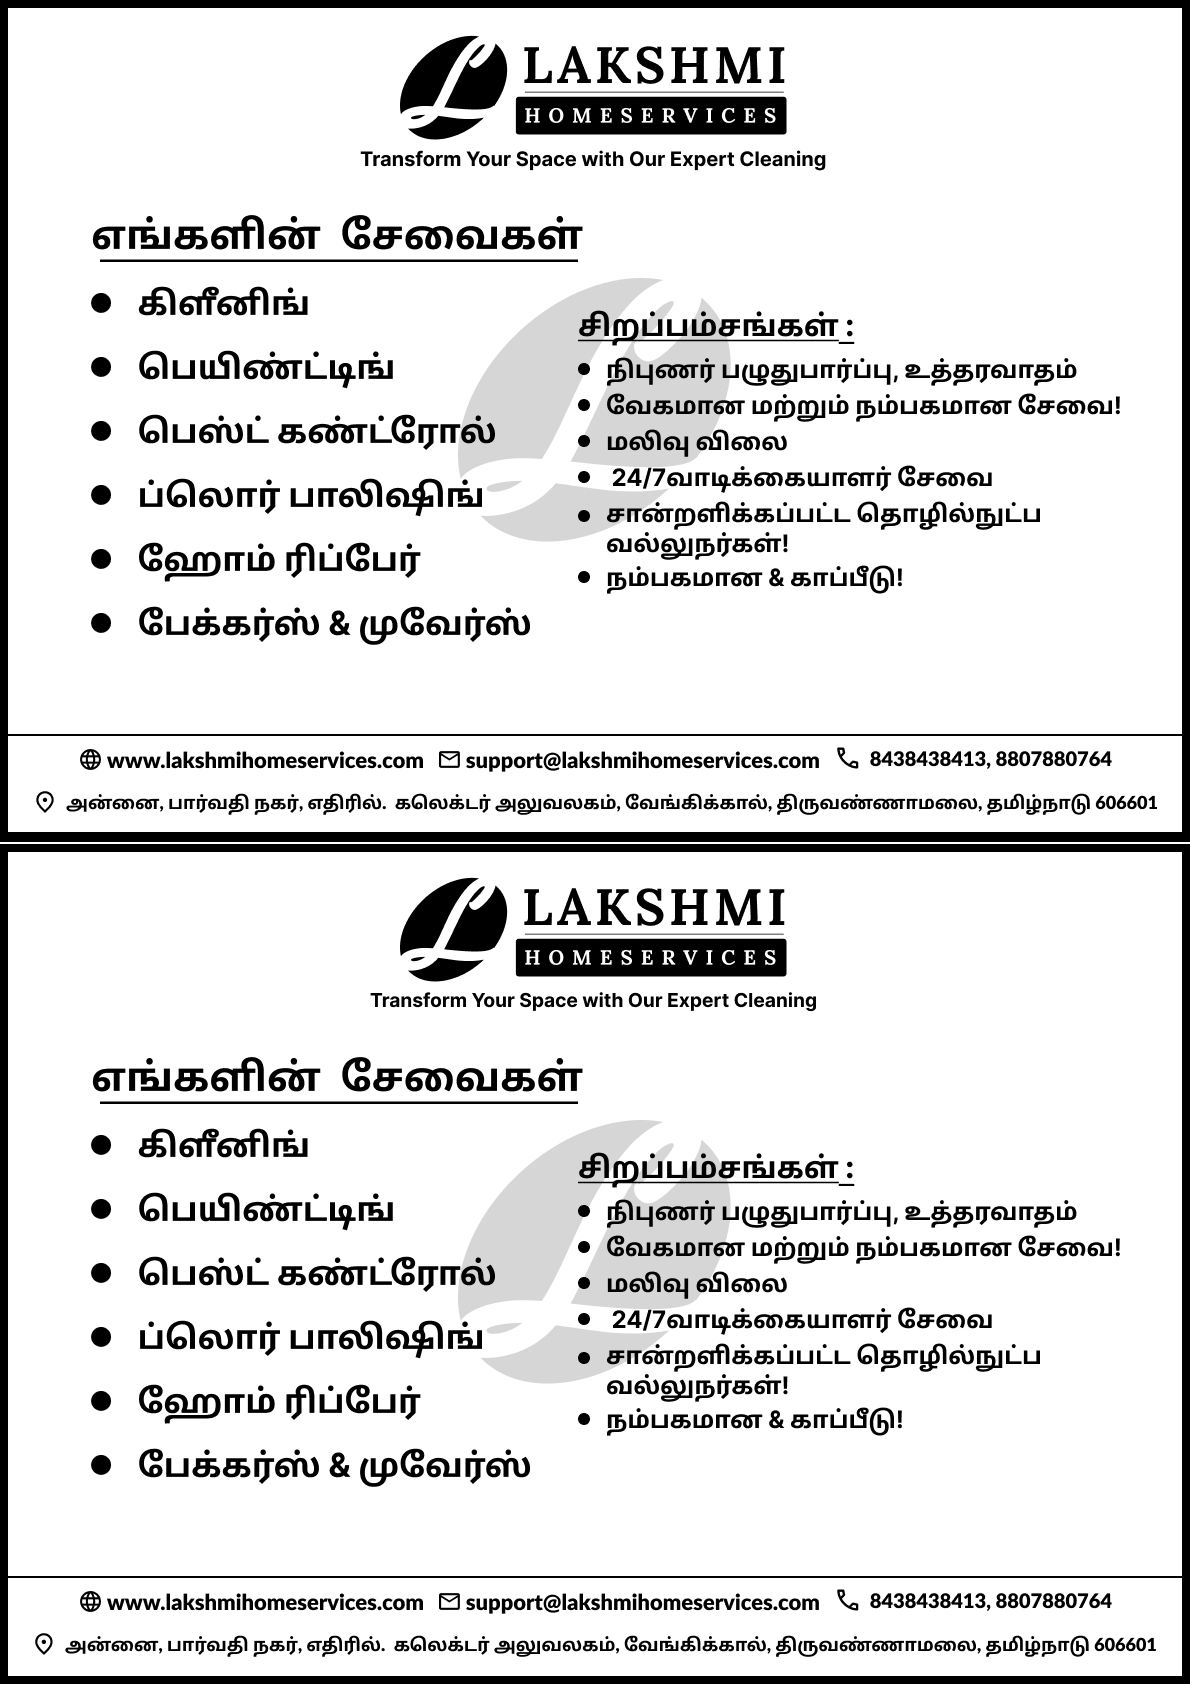 LAKSHMI
HOMESERVICES
Transform Your Space with Our Expert Cleaning
எங்களின் சேவைகள்
கிளீனிங்
பெயிண்ட்டிங்
பெஸ்ட் கண்ட்ரோல்
ப்லொர் பாலிஷிங்
ஹோம் ரிப்பேர்
பேக்கர்ஸ் & முவேர்ஸ்
சிறப்பம்சங்கள் :
நிபுணர் பழுதுபார்ப்பு, உத்தரவாதம்
வேகமான மற்றும் நம்பகமான சேவை!
மலிவு விலை
24/7வாடிக்கையாளர் சேவை
சான்றளிக்கப்பட்ட தொழில்நுட்ப
வல்லுநர்கள்!
நம்பகமான & காப்பீடு!
www.lakshmihomeservices.com support@lakshmihomeservices.com 8438438413, 8807880764
அன்னை, பார்வதி நகர், எதிரில். கலெக்டர் அலுவலகம், வேங்கிக்கால், திருவண்ணாமலை, தமிழ்நாடு 606601
LAKSHMI
HOMESERVICES
Transform Your Space with Our Expert Cleaning
எங்களின் சேவைகள்
கிளீனிங்
பெயிண்ட்டிங்
பெஸ்ட் கண்ட்ரோல்
ப்லொர் பாலிஷிங்
ஹோம் ரிப்பேர்
பேக்கர்ஸ் & முவேர்ஸ்
சிறப்பம்சங்கள் :
நிபுணர் பழுதுபார்ப்பு, உத்தரவாதம்
வேகமான மற்றும் நம்பகமான சேவை!
மலிவு விலை
24/7வாடிக்கையாளர் சேவை
சான்றளிக்கப்பட்ட தொழில்நுட்ப
வல்லுநர்கள்!
நம்பகமான & காப்பீடு!
www.lakshmihomeservices.com support@lakshmihomeservices.com 8438438413, 8807880764
அன்னை, பார்வதி நகர், எதிரில். கலெக்டர் அலுவலகம், வேங்கிக்கால், திருவண்ணாமலை, தமிழ்நாடு 606601